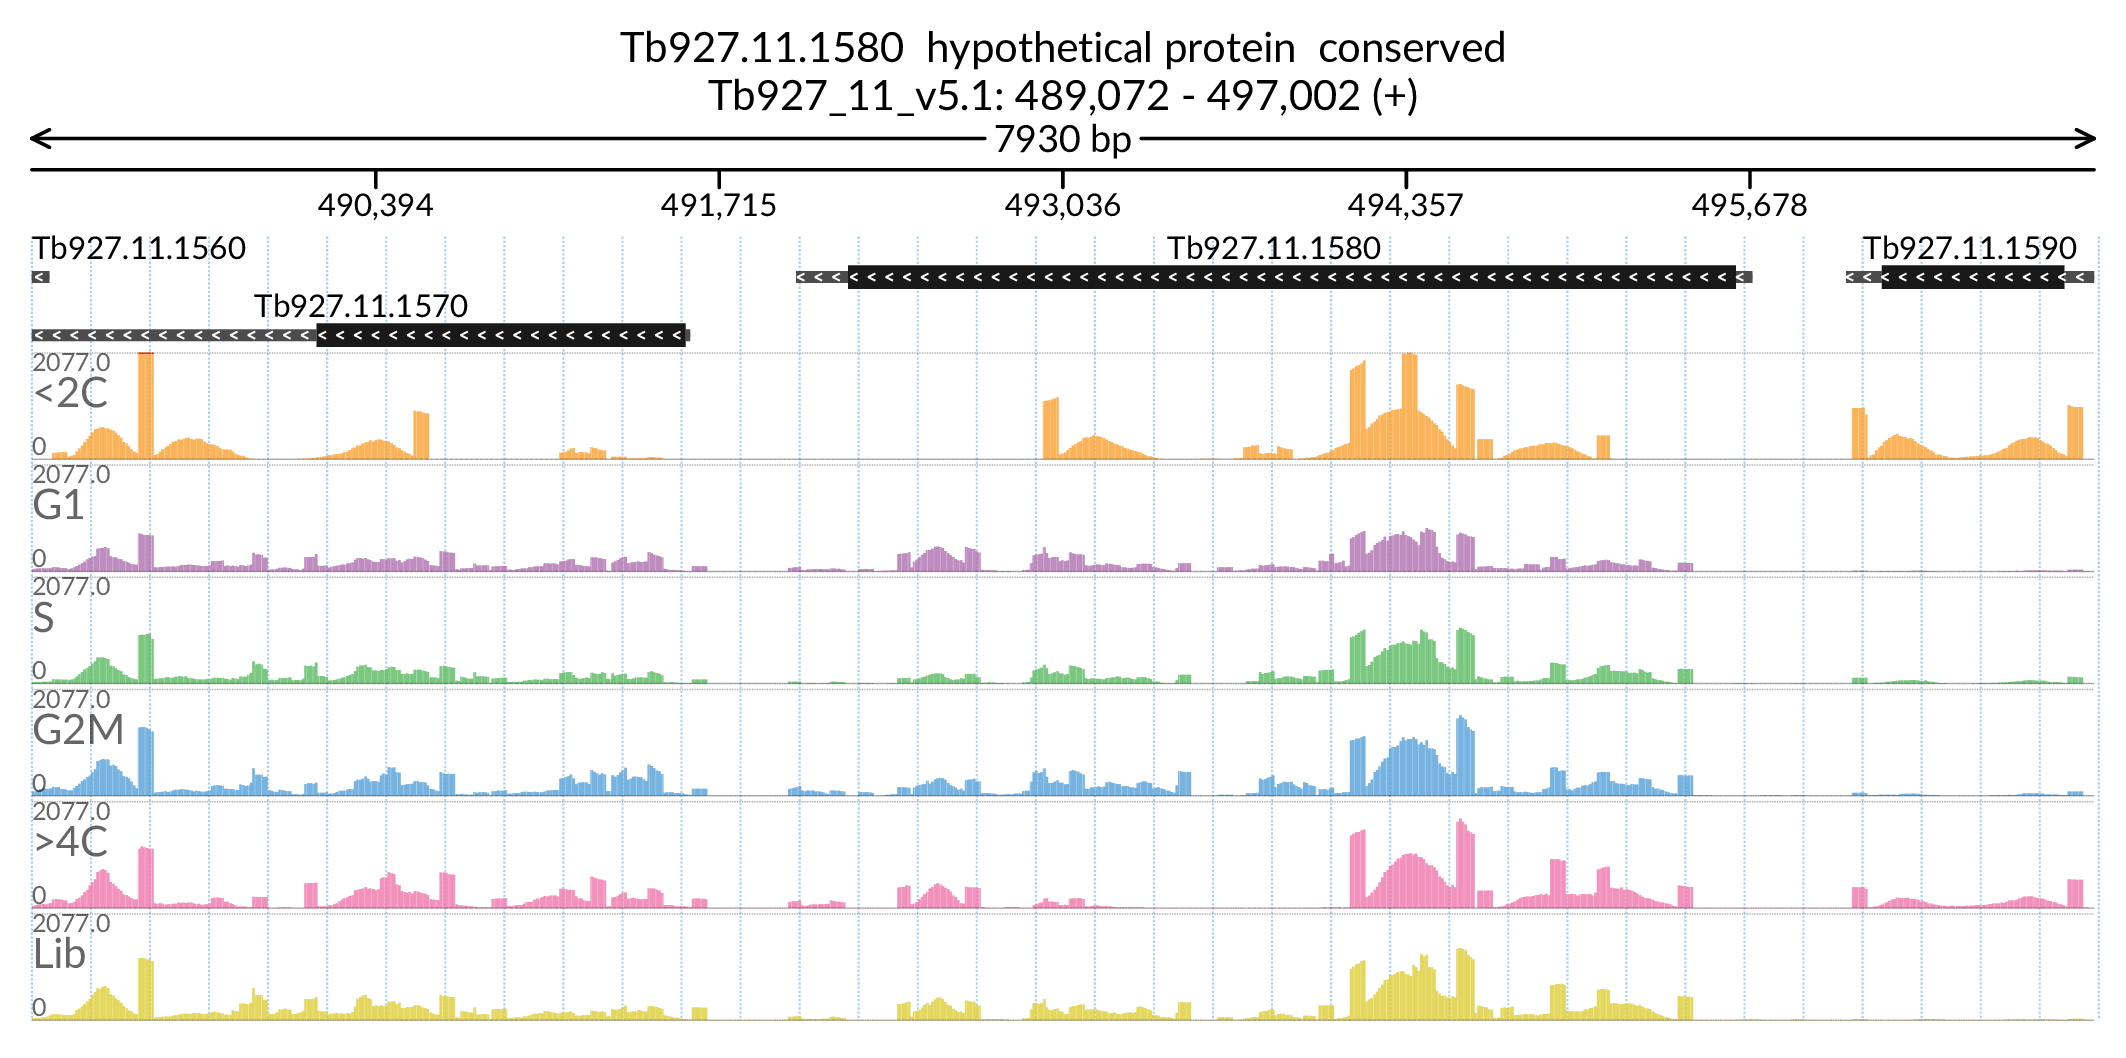 Tb927.11.1580  hypothetical protein  conserved
Tb927_11_v5.1: 489,072 - 497,002 (+)
7930 bp
490,394 491,715 493,036 494,357 495,678
Tb927.11.1560 Tb927.11.1580 Tb927.11.1590
Tb927.11.1570
2077.0
<2C
0
2077.0
G1
0
2077.0
S
0
2077.0
G2M
0
2077.0
>4C
0
2077.0
Lib
0